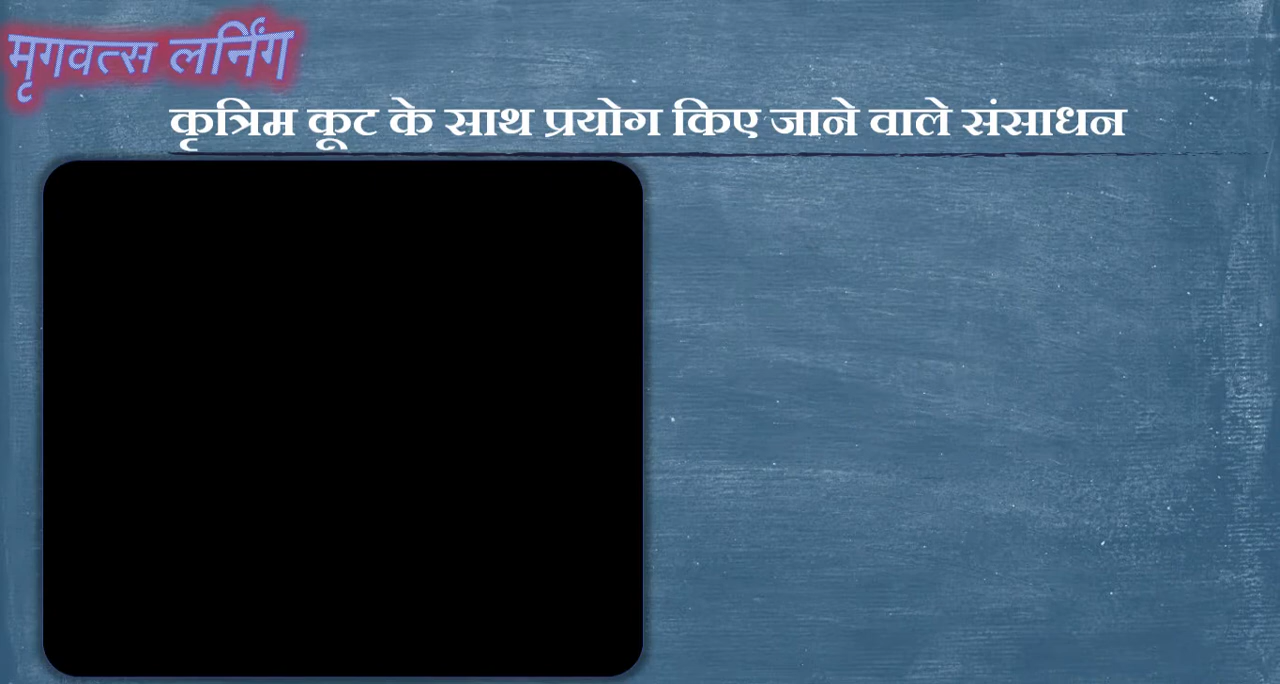 मृगवत्स लर्निंग
कृत्रिम कूट के साथ प्रयोग किए जाने वाले संसाधन